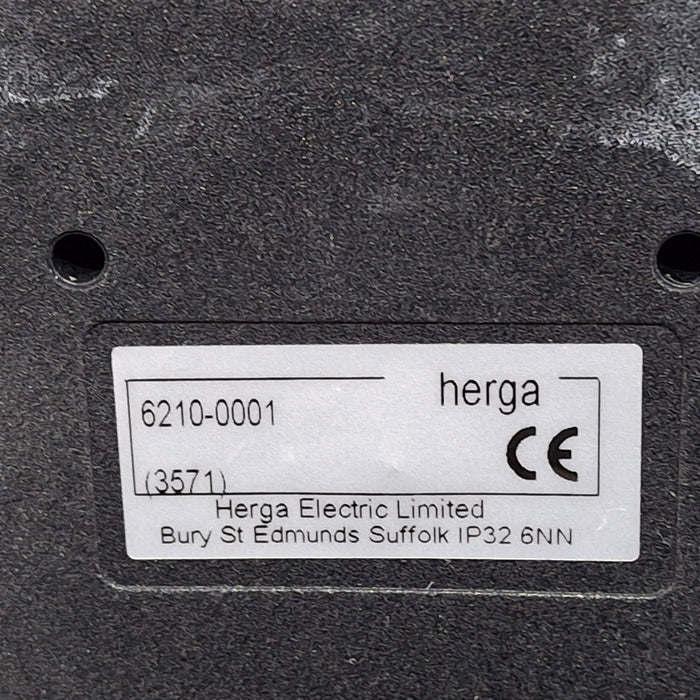 herga
6210-0001
CE
(3571)
Herga Electric Limited
Bury St Edmunds Suffolk IP32 6NN